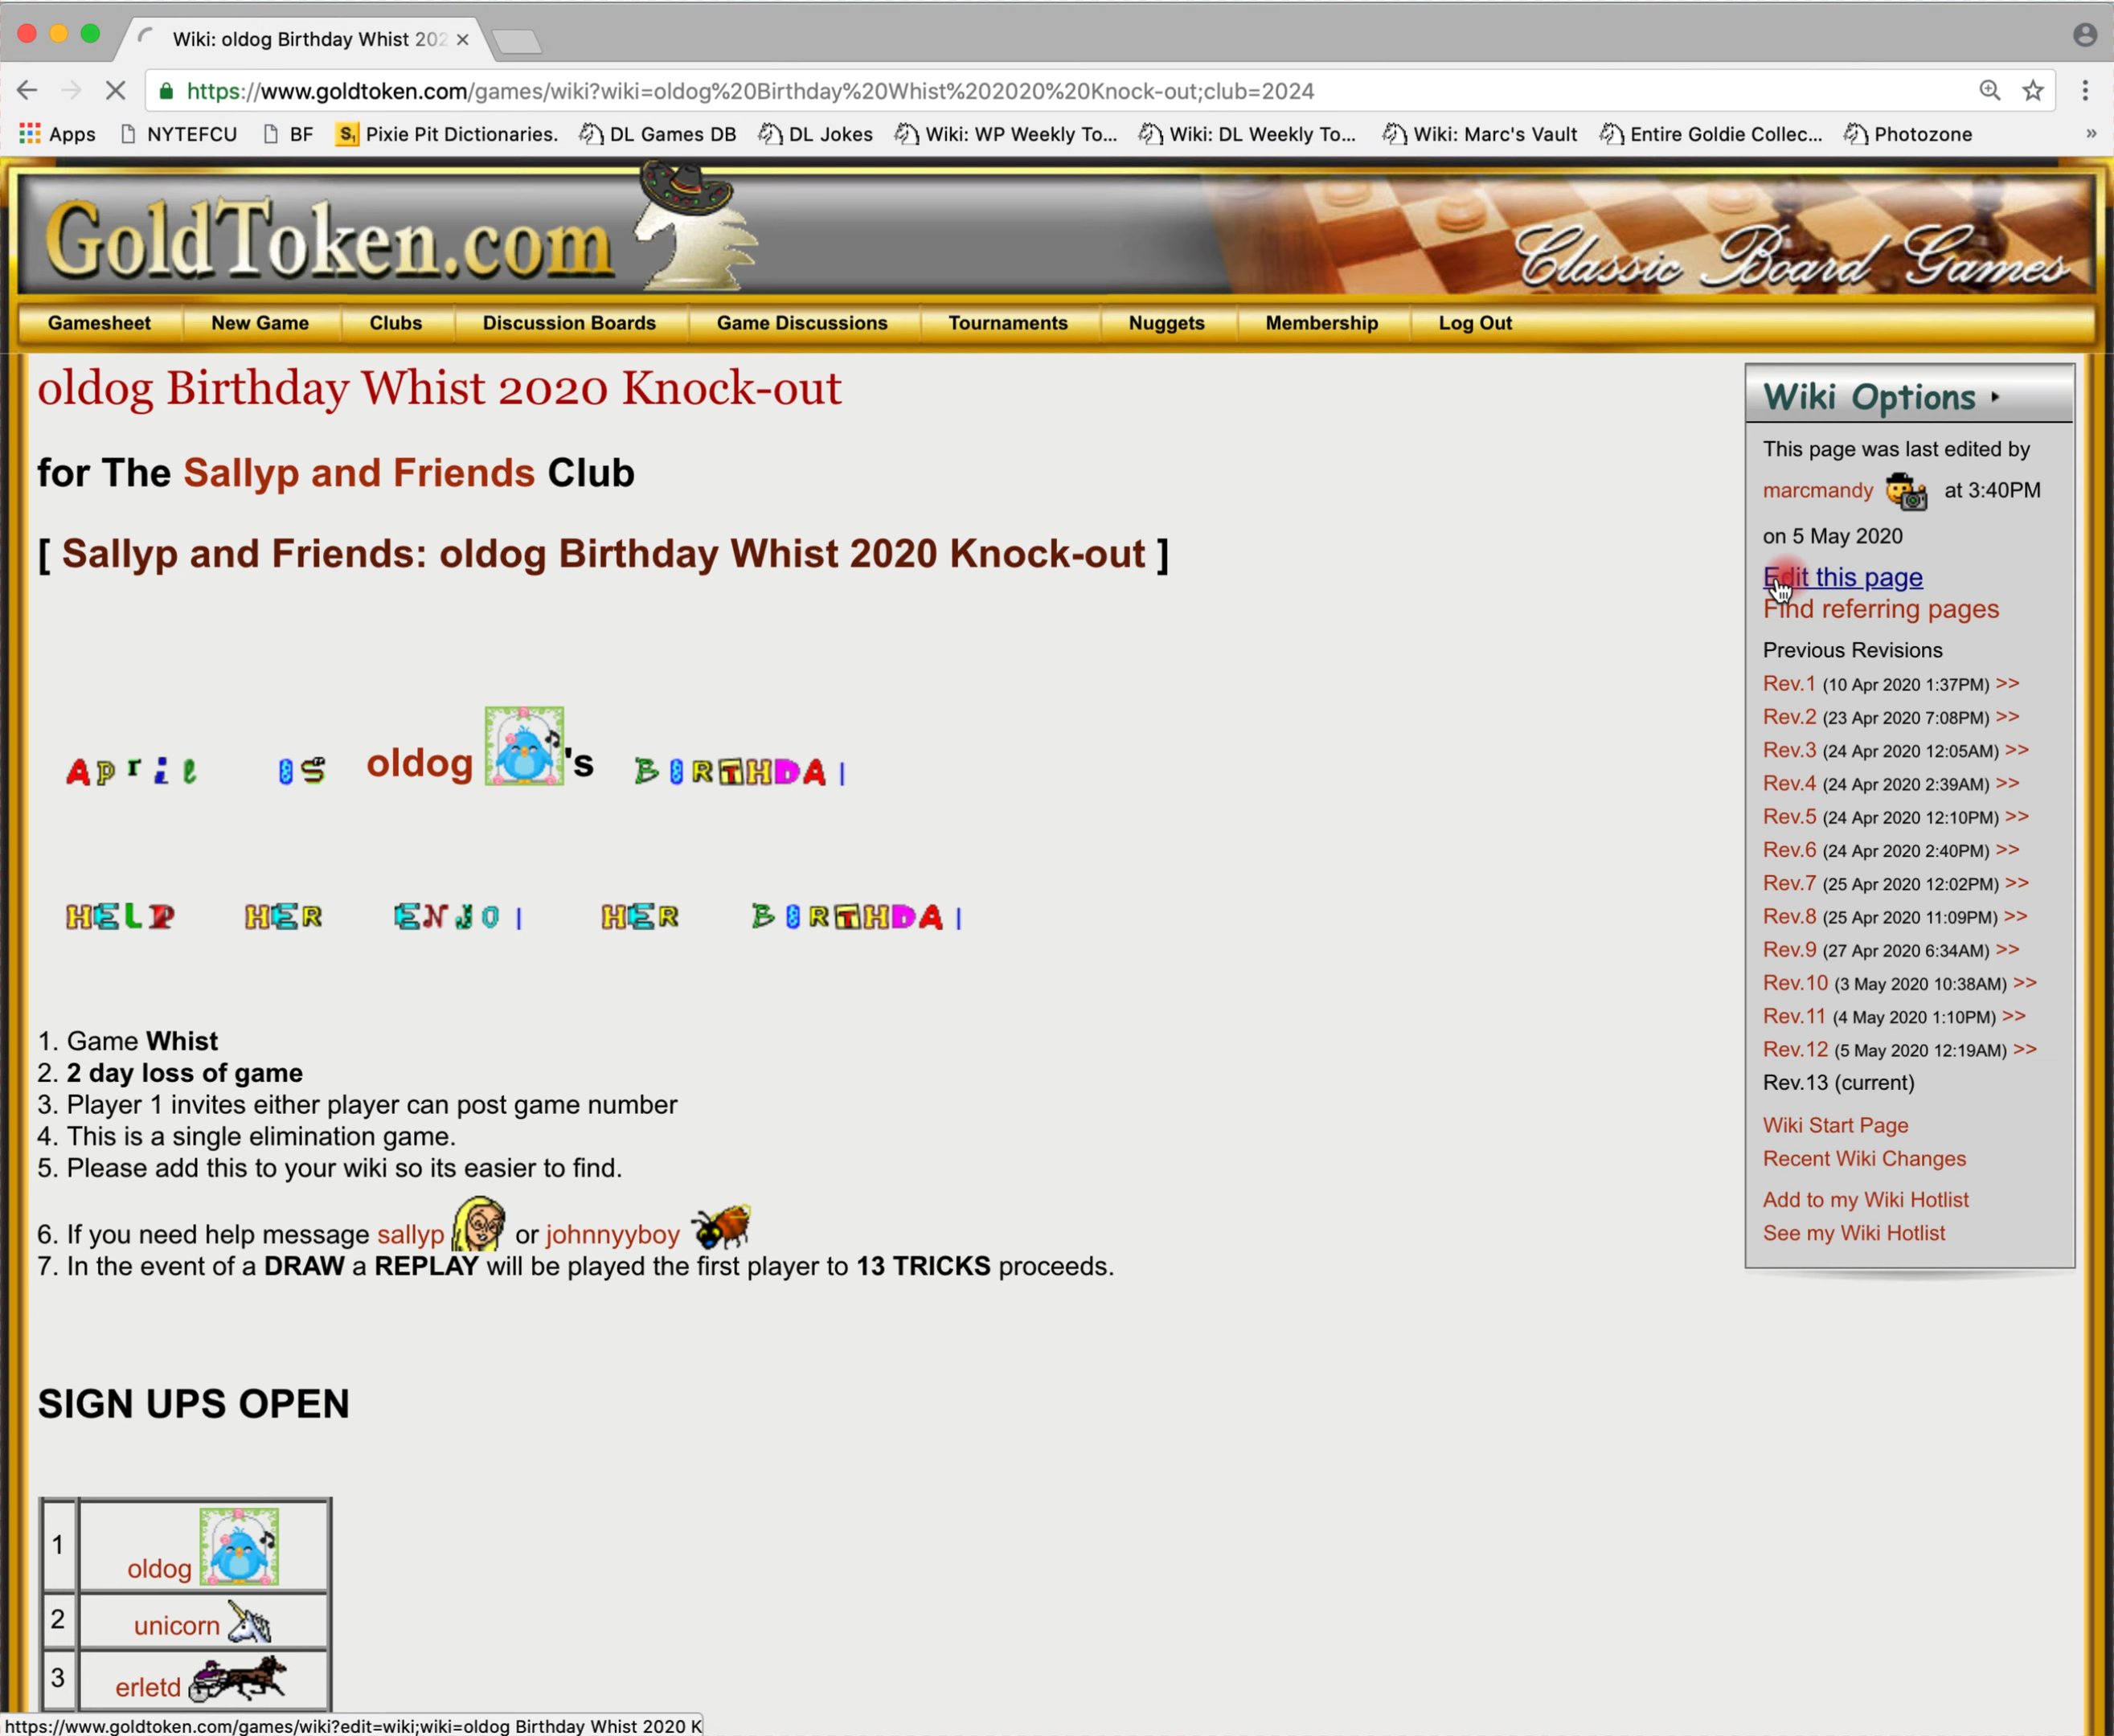 Wiki: oldog Birthday Whist 202
https://www.goldtoken.com/games/wiki?wiki=oldog%20Birthday%20Whist%202020%20Knock-out;club=2024
Apps NYTEFCU BF Pixie Pit Dictionaries. DL Games DB DL Jokes Wiki: WP Weekly To... Wiki: DL Weekly To... Wiki: Marc's Vault Entire Goldie Collec... Photozone »
GoldToken.com Classic Board Games
Gamesheet New Game Clubs Discussion Boards Game Discussions Tournaments Nuggets Membership Log Out
oldog Birthday Whist 2020 Knock-out
for The Sallyp and Friends Club
[ Sallyp and Friends: oldog Birthday Whist 2020 Knock-out ]
April IS oldog 's BIRTHDA|
HELP HER ENJO| HER BIRTHDA|
1. Game Whist
2. 2 day loss of game
3. Player 1 invites either player can post game number
4. This is a single elimination game.
5. Please add this to your wiki so its easier to find.
6. If you need help message sallyp or johnnyyboy
7. In the event of a DRAW a REPLAY will be played the first player to 13 TRICKS proceeds.
SIGN UPS OPEN
1 oldog
2 unicorn
3 erletd
Wiki Options
This page was last edited by
marcmandy at 3:40PM
on 5 May 2020
Edit this page
Find referring pages
Previous Revisions
Rev.1 (10 Apr 2020 1:37PM) >>
Rev.2 (23 Apr 2020 7:08PM) >>
Rev.3 (24 Apr 2020 12:05AM) >>
Rev.4 (24 Apr 2020 2:39AM) >>
Rev.5 (24 Apr 2020 12:10PM) >>
Rev.6 (24 Apr 2020 2:40PM) >>
Rev.7 (25 Apr 2020 12:02PM) >>
Rev.8 (25 Apr 2020 11:09PM) >>
Rev.9 (27 Apr 2020 6:34AM) >>
Rev.10 (3 May 2020 10:38AM) >>
Rev.11 (4 May 2020 1:10PM) >>
Rev.12 (5 May 2020 12:19AM) >>
Rev.13 (current)
Wiki Start Page
Recent Wiki Changes
Add to my Wiki Hotlist
See my Wiki Hotlist
https://www.goldtoken.com/games/wiki?edit=wiki;wiki=oldog Birthday Whist 2020 K